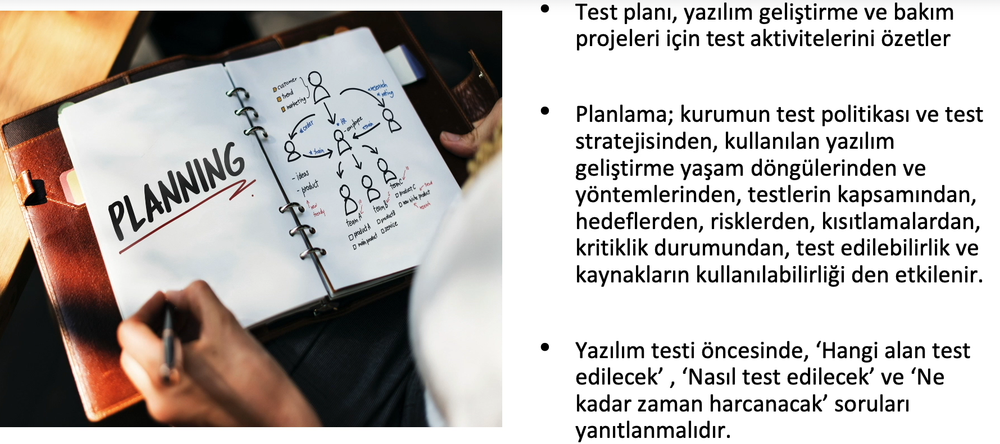 PLANNING
customer
trend
marketing
*research
*rating
*order
*HR
-employee
*train
*train
-ideas
-product
new
trendy
team A
team B
team C
product A
main product
product B
service
product C
new niche product
trend
research
• Test planı, yazılım geliştirme ve bakım
projeleri için test aktivitelerini özetler
• Planlama; kurumun test politikası ve test
stratejisinden, kullanılan yazılım
geliştirme yaşam döngülerinden ve
yöntemlerinden, testlerin kapsamından,
hedeflerden, risklerden, kısıtlamalardan,
kritiklik durumundan, test edilebilirlik ve
kaynakların kullanılabilirliği den etkilenir.
• Yazılım testi öncesinde, ‘Hangi alan test
edilecek’ , ‘Nasıl test edilecek’ ve ‘Ne
kadar zaman harcanacak’ soruları
yanıtlanmalıdır.